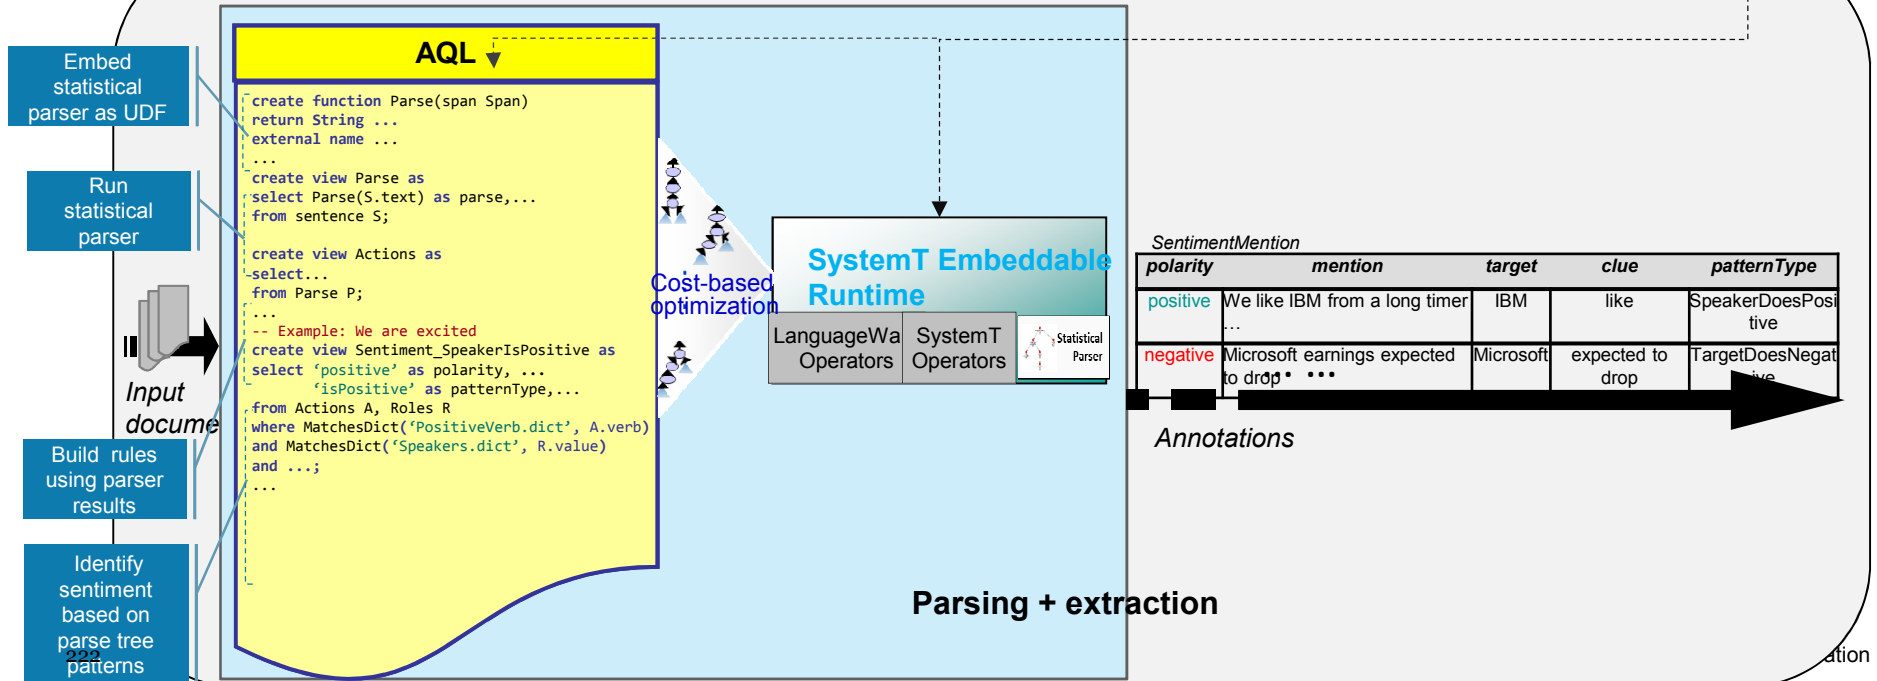 Embed
statistical
parser as UDF
Run
statistical
parser
Input
docume
Build rules
using parser
results
Identify
sentiment
based on
parse tree
patterns
222
AQL
create function Parse(span Span)
return String ...
external name ...
...
create view Parse as
select Parse(S.text) as parse,...
from sentence S;
create view Actions as
select...
from Parse P;
...
-- Example: We are excited
create view Sentiment_SpeakerIsPositive as
select ‘positive’ as polarity, ...
‘isPositive’ as patternType,...
from Actions A, Roles R
where MatchesDict(‘PositiveVerb.dict’, A.verb)
and MatchesDict(‘Speakers.dict’, R.value)
and ...;
...
Cost-based
optimization
SystemT Embeddable
Runtime
LanguageWa
Operators
SystemT
Operators
Statistical
Parser
Parsing + extraction
SentimentMention
polarity mention target clue patternType
positive We like IBM from a long timer IBM like SpeakerDoesPosi
... tive
negative Microsoft earnings expected Microsoft expected to TargetDoesNegat
to drop drop ive
... ...
Annotations
ation